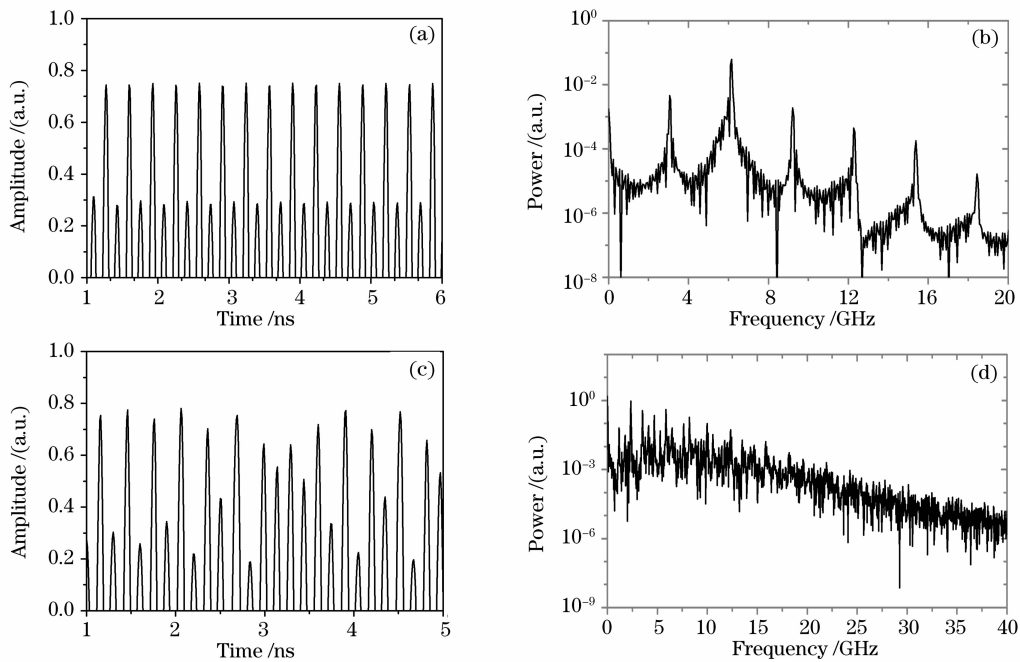 (a)
1.0
0.8
0.6
0.4
0.2
0.0
Amplitude /(a.u.)
1 2 3 4 5 6
Time /ns
(b)
10⁰
10⁻²
10⁻⁴
10⁻⁶
10⁻⁸
Power /(a.u.)
0 4 8 12 16 20
Frequency /GHz
(c)
1.0
0.8
0.6
0.4
0.2
0.0
Amplitude /(a.u.)
1 2 3 4 5
Time /ns
(d)
10⁰
10⁻³
10⁻⁶
10⁻⁹
Power /(a.u.)
0 5 10 15 20 25 30 35 40
Frequency /GHz